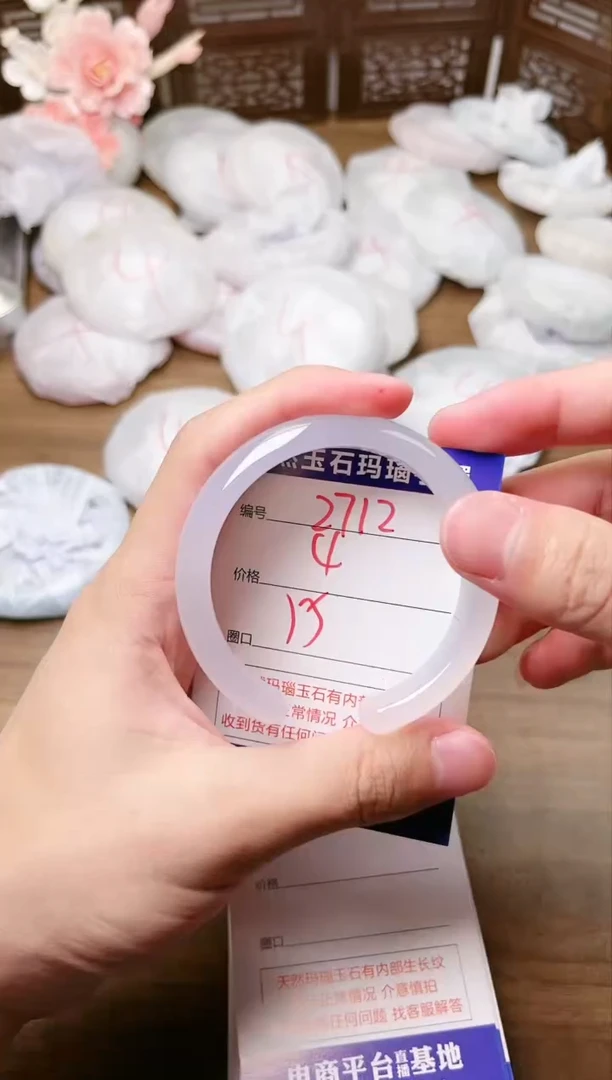 玉石玛瑙
编号 2712
4
价格
13
圈口
玛瑙玉石有内
常情况 介
收到货有任何
价格
圈口
天然玛瑙玉石有内部生长纹
正常情况 介意慎拍
任何问题 找客服解答
电商平台直播基地